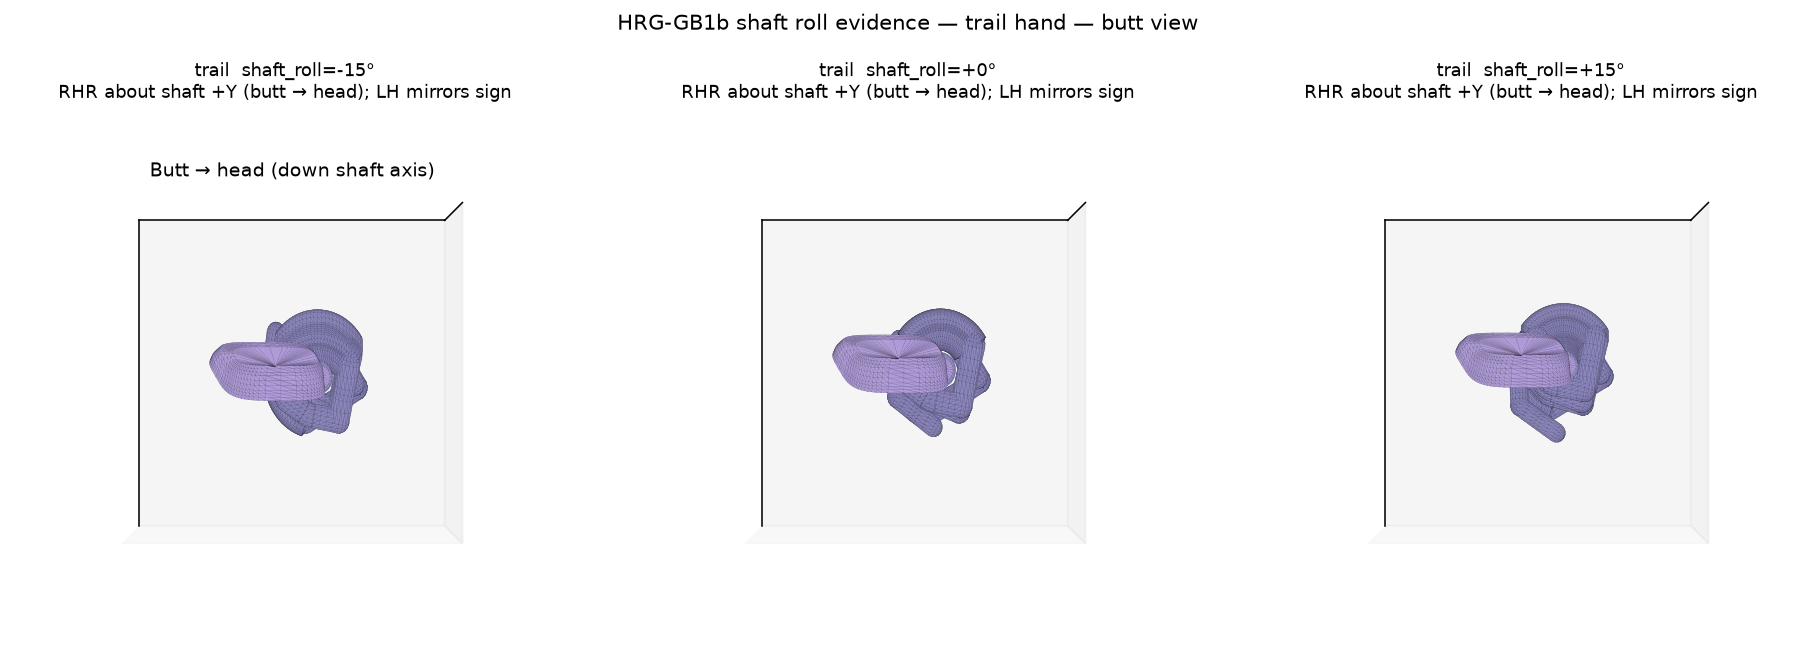 HRG-GB1b shaft roll evidence — trail hand — butt view
trail  shaft_roll=-15°
RHR about shaft +Y (butt → head); LH mirrors sign
trail  shaft_roll=+0°
RHR about shaft +Y (butt → head); LH mirrors sign
trail  shaft_roll=+15°
RHR about shaft +Y (butt → head); LH mirrors sign
Butt → head (down shaft axis)